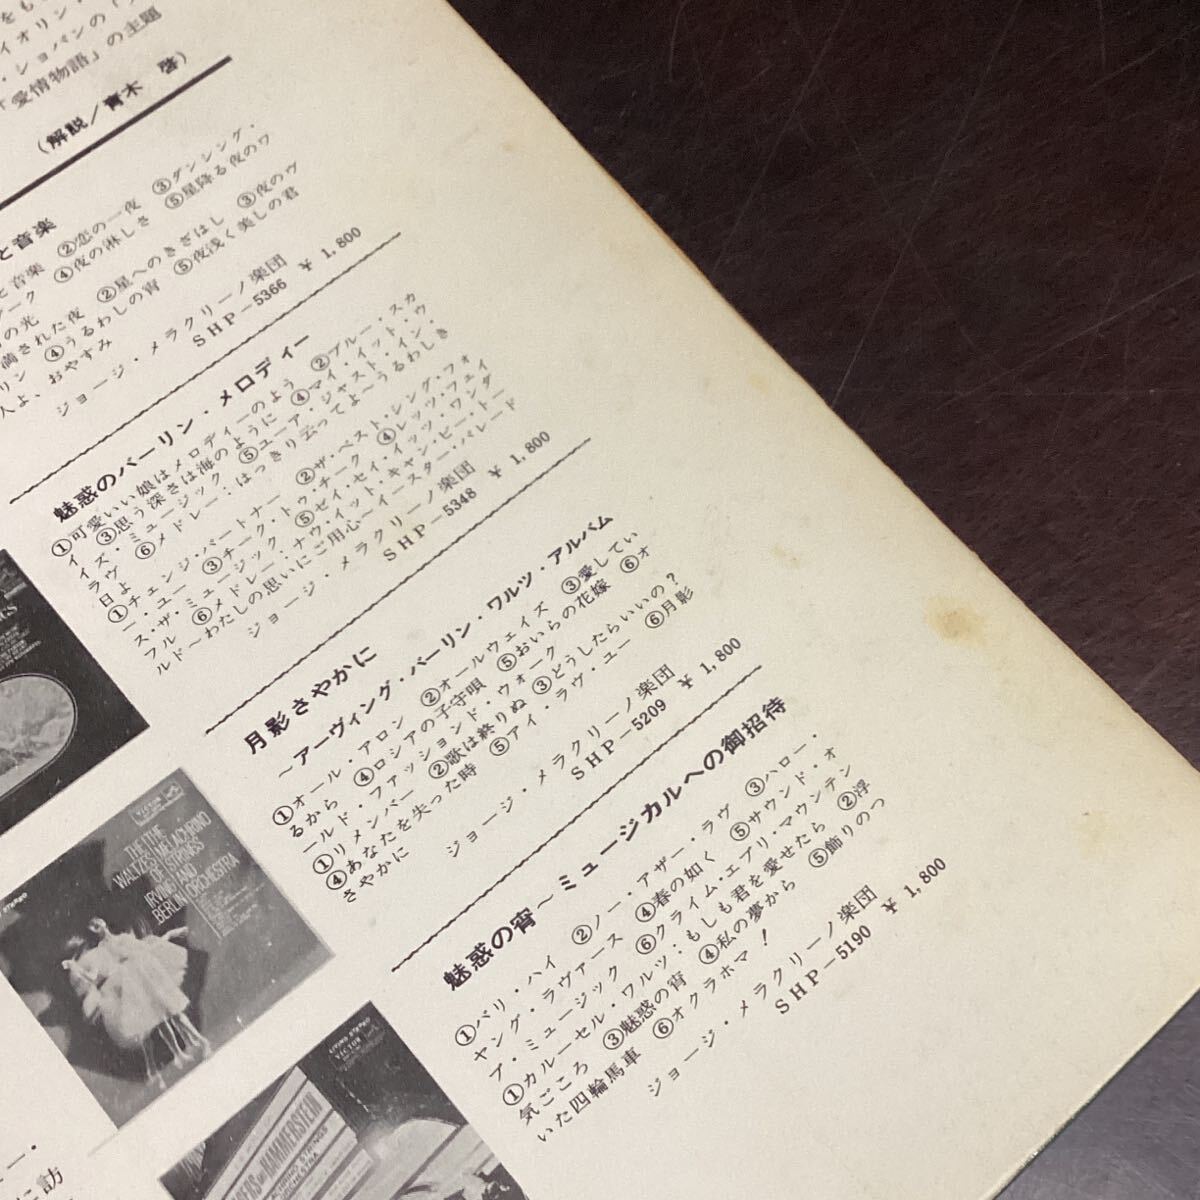 イオリン・
・ショパンの「ノ
「愛情物語」の主題
(解説／青木 啓)
と音楽
と音楽 ②恋の一夜 ③ダンシング・
ーク ④夜の淋しさ ⑤星降る夜のワ
の光
満された夜 ②星へのきざはし ③夜のヴ
リン ④うるわしの宵 ⑤夜浅く美しの君
人よ、おやすみ
ジョージ・メラクリーノ楽団
SHP−5366 ￥1,800
魅惑のバーリン・メロディー
①可愛いい娘はメロディーのよう ②ブルー・スカ
イズ ③思う深さは海のように ④マイ・イット・ウ
イズ・ミュージック ⑤ユーア・ジャスト・イン・
ラヴ ⑥メドレー：はっきり云ってよ〜うるわしき
日よ
①チェンジ・パートナー ②ザ・ベスト・シング・フォ
ー・ユー ③チーク・トゥ・チーク ④レッツ・フェイ
ス・ザ・ミュージック ⑤セイ・イッツ・ワンダ
フル ⑥メドレー：ナウ・イット・キャン・ビー・トー
ルド〜わたしの思いにご用心〜イースター・パレード
ジョージ・メラクリーノ楽団
SHP−5348 ￥1,800
月影さやかに
〜アーヴィング・バーリン・ワルツ・アルバム
①オール・アロン ②オールウェイズ ③愛してい
るから ④ロシアの子守唄 ⑤おいらの花嫁 ⑥オ
ールド・ファッションド・ウォーク
①リメンバー ②歌は終りぬ ③どうしたらいいの？
④あなたを失った時 ⑤アイ・ラヴ・ユー ⑥月影
さやかに
ジョージ・メラクリーノ楽団
SHP−5209 ￥1,800
魅惑の宵〜ミュージカルへの御招待
①バリ・ハイ ②ノー・アザー・ラヴ ③ハロー・
ヤング・ラヴァース ④春の如く ⑤サウンド・オ
ブ・ミュージック ⑥クライム・エブリ・マウンテン
①カルーセル・ワルツ：もしも君を愛せたら ②浮
気ごころ ③魅惑の宵 ④私の夢から ⑤飾りのつ
いた四輪馬車 ⑥オクラホマ！
ジョージ・メラクリーノ楽団
SHP−5190 ￥1,800
VICTOR
THE MELACHRINO
STRINGS
AND
ORCHESTRA
THE
WALTZES
OF
IRVING
BERLIN
LIVING STEREO
VICTOR
HAMMERSTEIN
STRINGS
ORCHESTRA
に訪